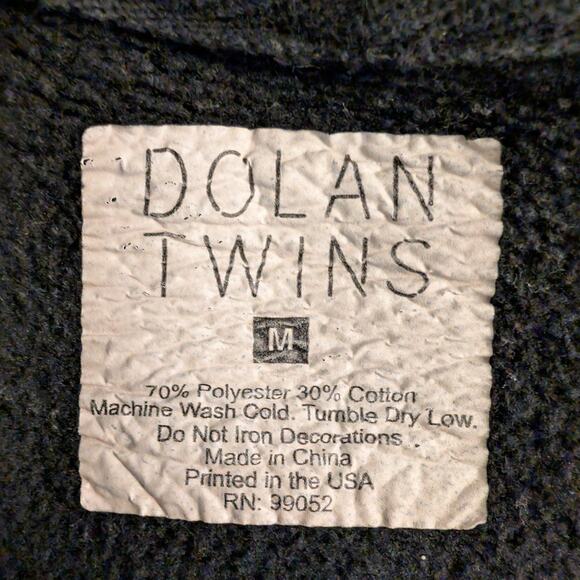 DOLAN
TWINS
M
70% Polyester 30% Cotton
Machine Wash Cold. Tumble Dry Low.
Do Not Iron Decorations
Made in China
Printed in the USA
RN: 99052